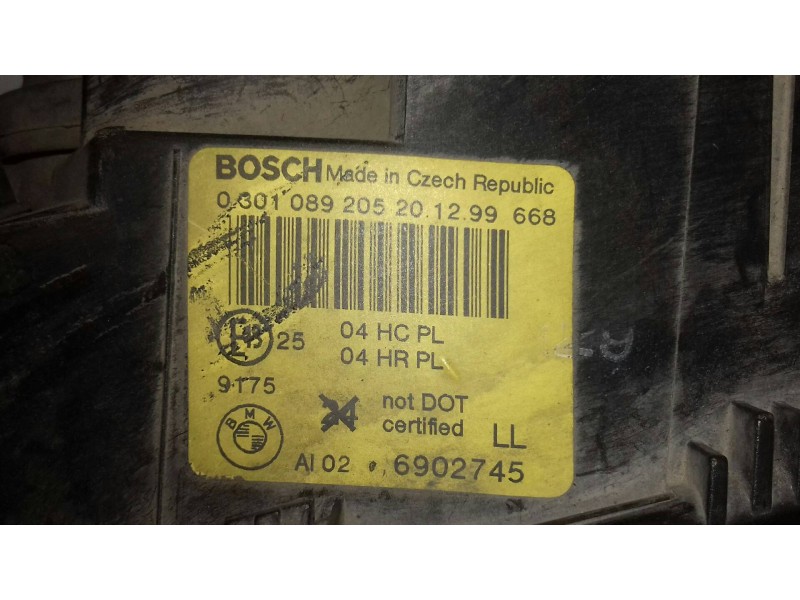 BOSCH Made in Czech Republic
0 301 089 205 20.12.99 668
25 04 HC PL
04 HR PL
9175
not DOT
certified LL
BMW
AI 02 6902745